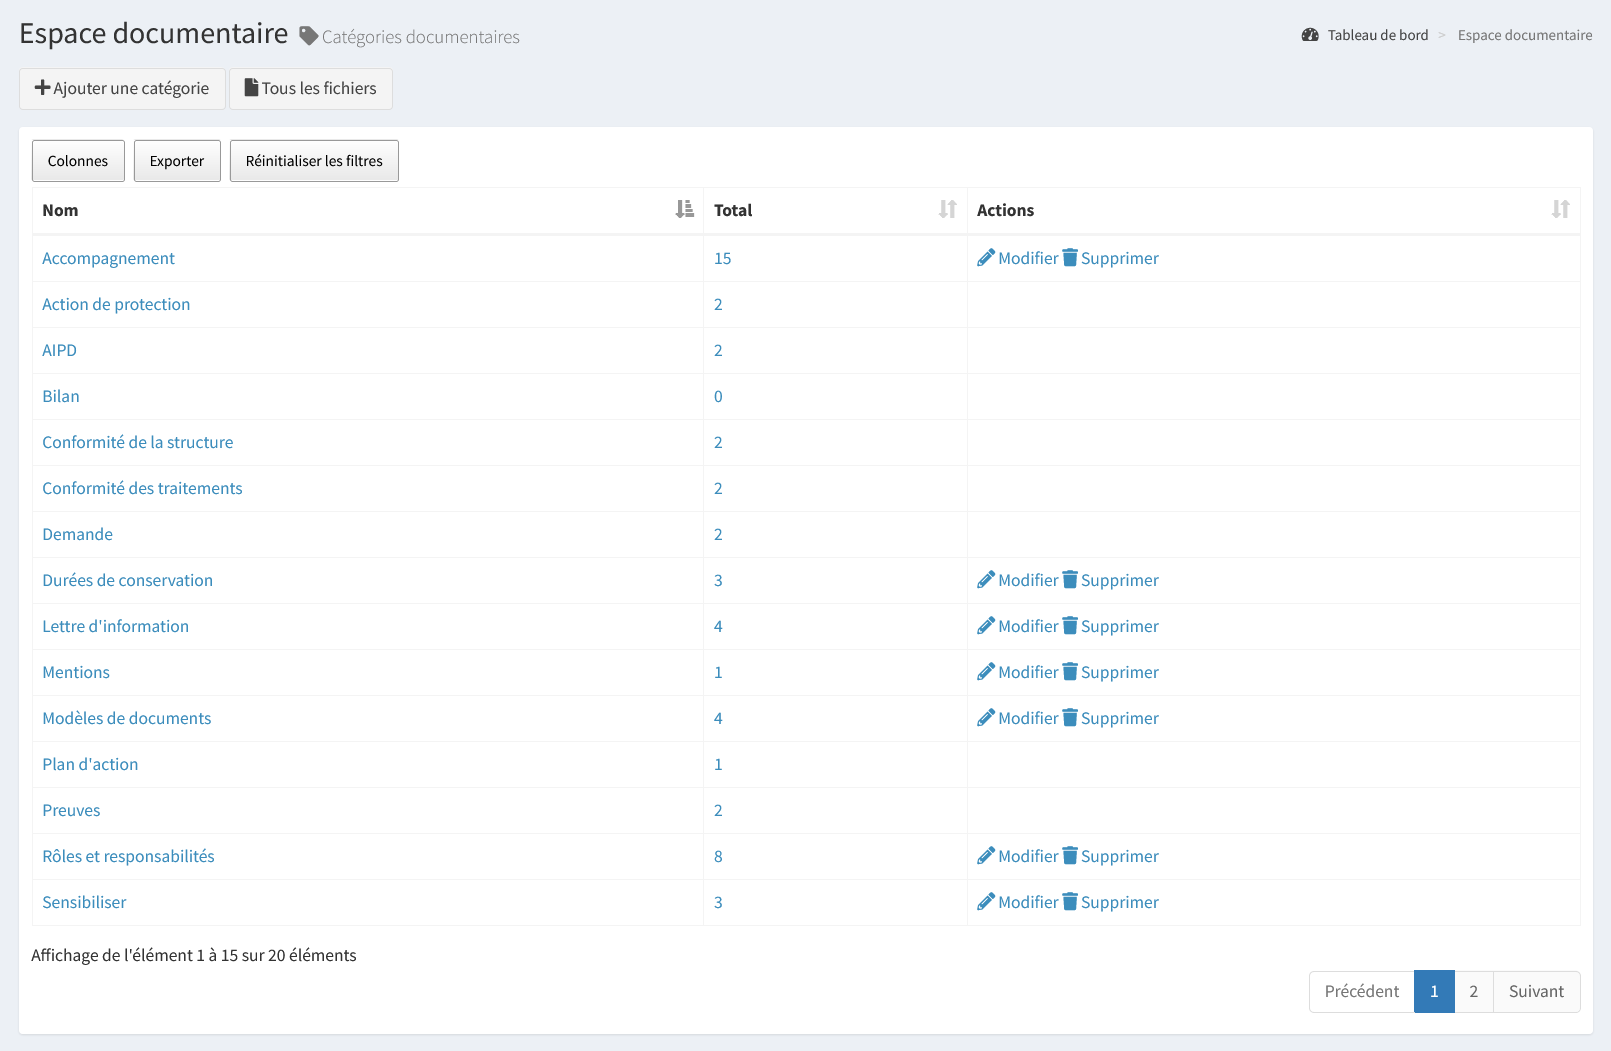 Espace documentaire Catégories documentaires
Tableau de bord > Espace documentaire
Ajouter une catégorie Tous les fichiers
Colonnes Exporter Réinitialiser les filtres
Nom Total Actions
Accompagnement 15 Modifier Supprimer
Action de protection 2
AIPD 2
Bilan 0
Conformité de la structure 2
Conformité des traitements 2
Demande 2
Durées de conservation 3 Modifier Supprimer
Lettre d'information 4 Modifier Supprimer
Mentions 1 Modifier Supprimer
Modèles de documents 4 Modifier Supprimer
Plan d'action 1
Preuves 2
Rôles et responsabilités 8 Modifier Supprimer
Sensibiliser 3 Modifier Supprimer
Affichage de l'élément 1 à 15 sur 20 éléments
Précédent 1 2 Suivant